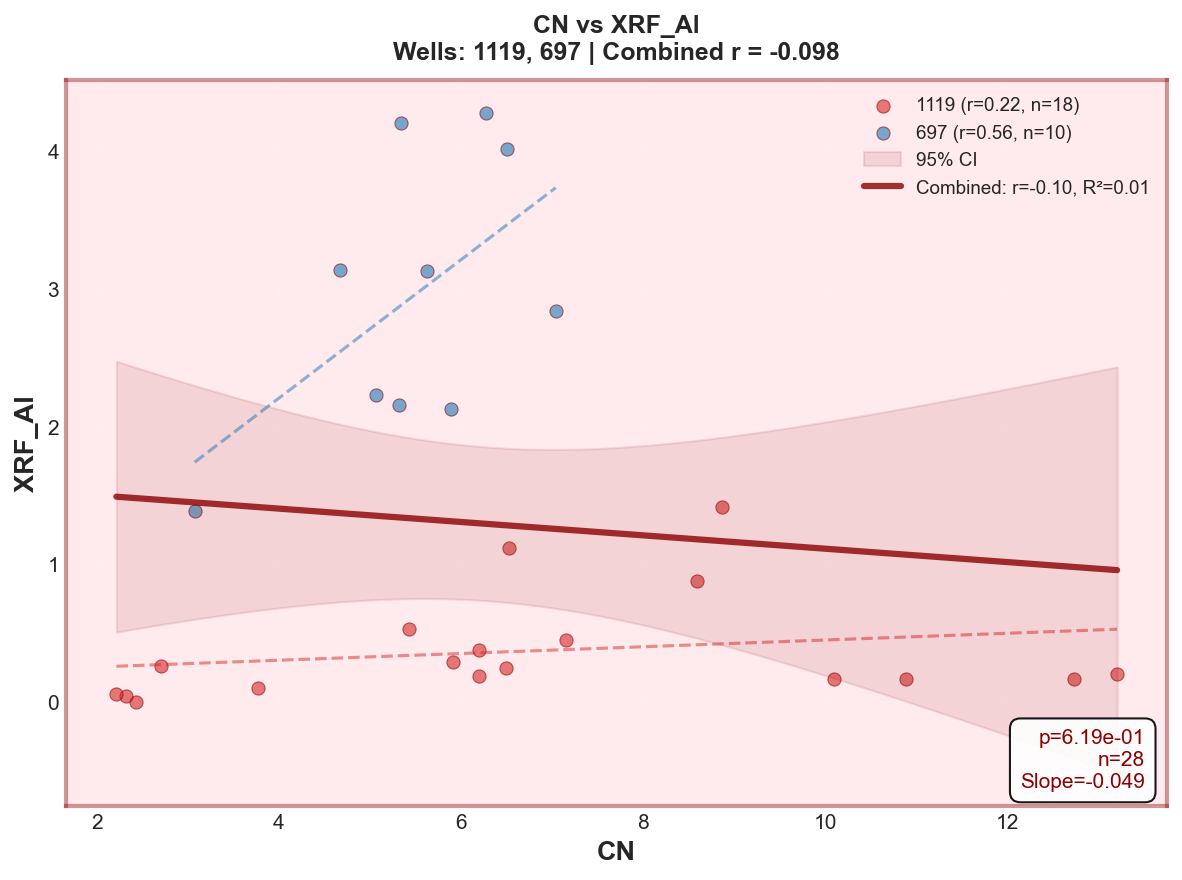 CN vs XRF_Al
Wells: 1119, 697 | Combined r = -0.098
1119 (r=0.22, n=18)
697 (r=0.56, n=10)
95% CI
Combined: r=-0.10, R²=0.01
XRF_Al
4
3
2
1
0
p=6.19e-01
n=28
Slope=-0.049
2 4 6 8 10 12
CN